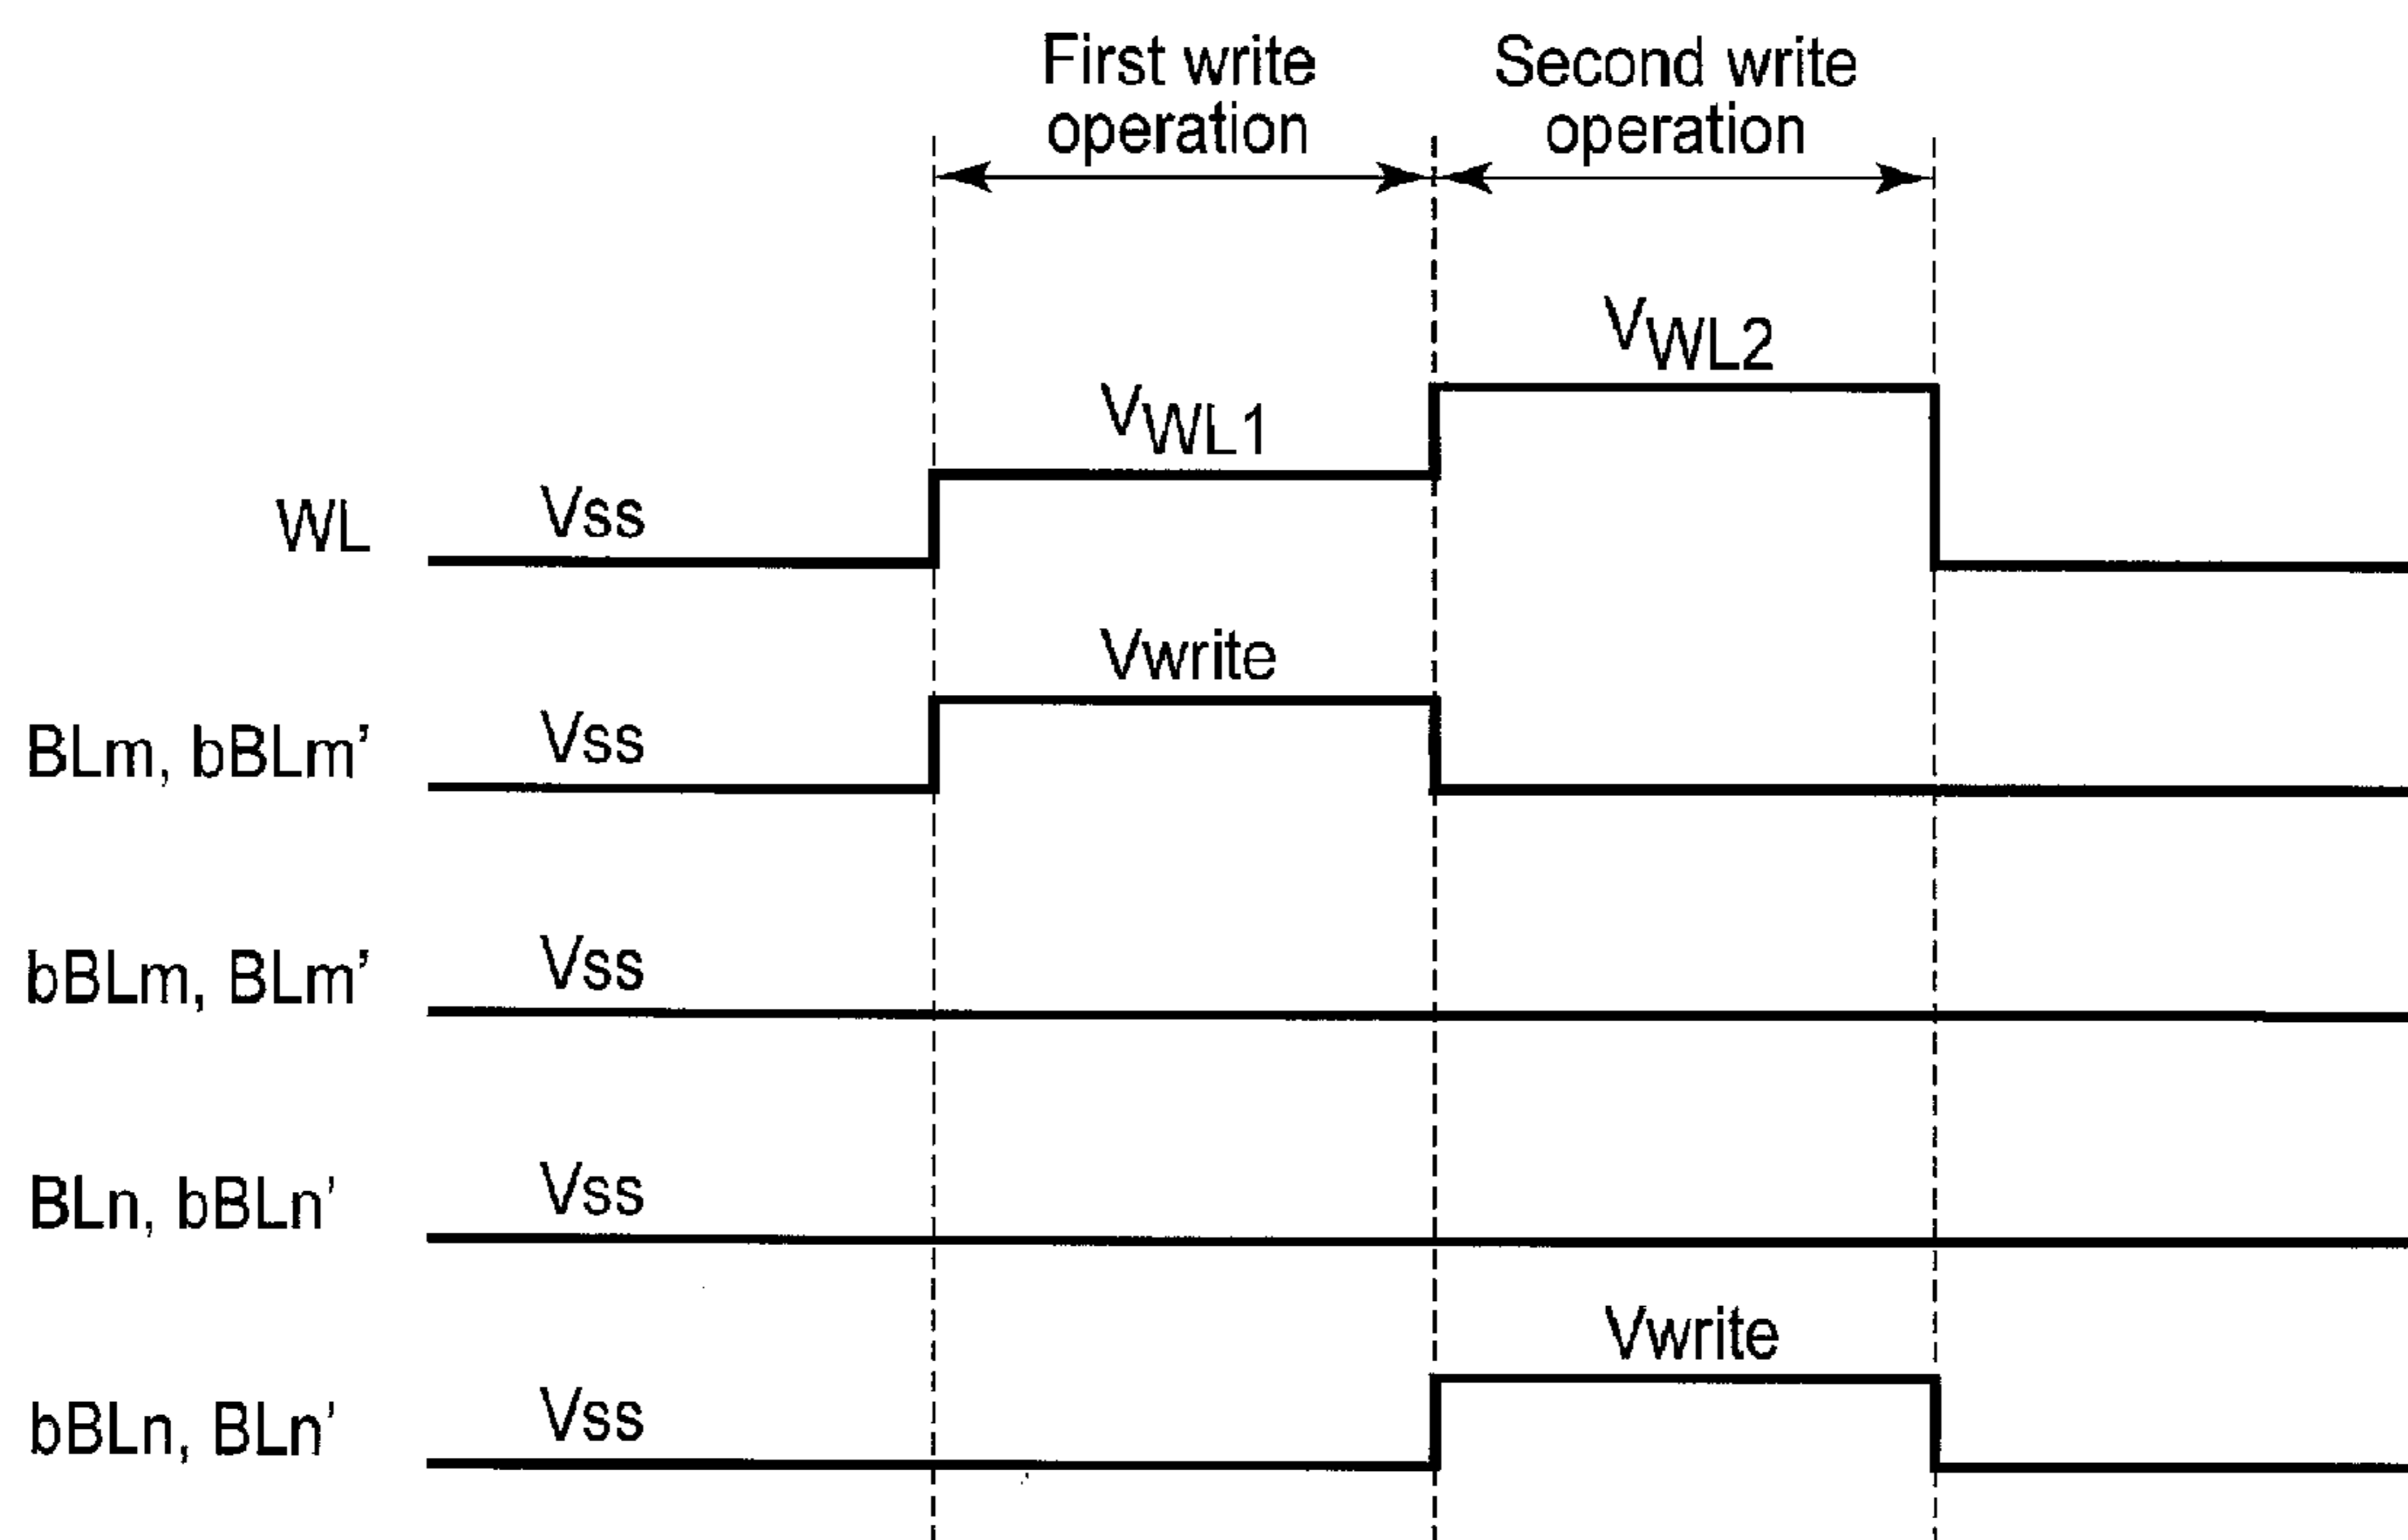 First write
operation
Second write
operation
VWL2
VWL1
WL
Vss
Vwrite
BLm, bBLm’
Vss
bBLm, BLm’
Vss
BLn, bBLn’
Vss
Vwrite
bBLn, BLn’
Vss